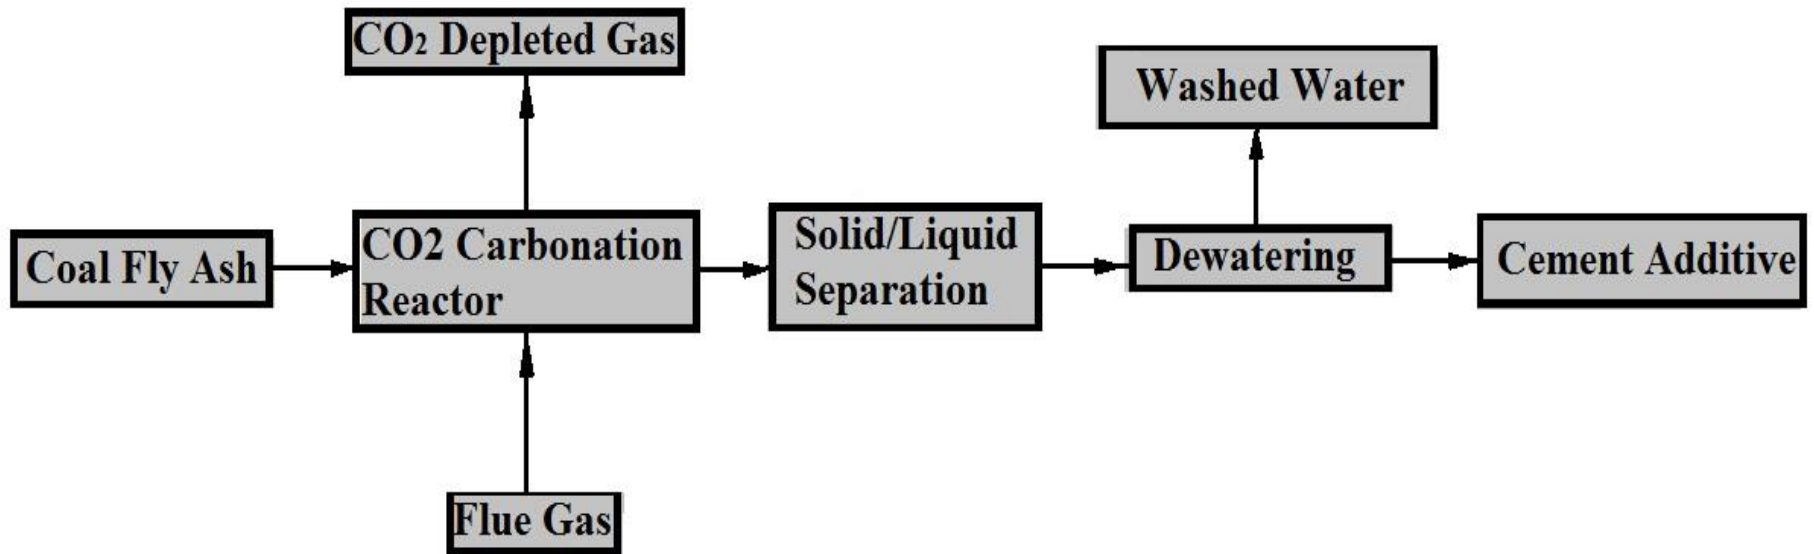 CO₂ Depleted Gas
Washed Water
Coal Fly Ash
CO2 Carbonation
Reactor
Solid/Liquid
Separation
Dewatering
Cement Additive
Flue Gas